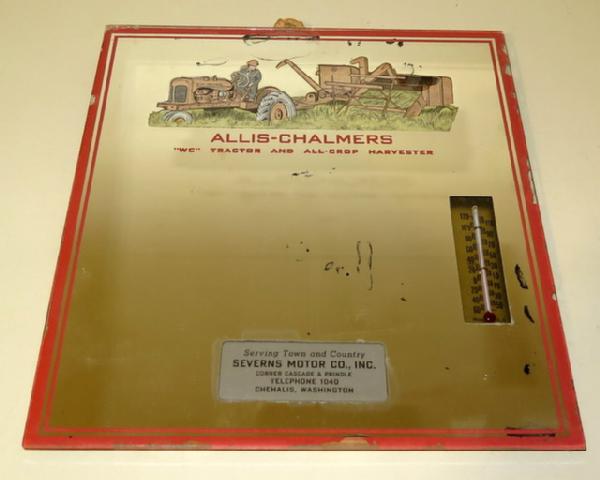 ALLIS-CHALMERS
"WC" TRACTOR AND ALL-CROP HARVESTER
Serving Town and Country
SEVERNS MOTOR CO., INC.
CORNER CASCADE & PRINDLE
TELEPHONE 1040
CHEHALIS, WASHINGTON